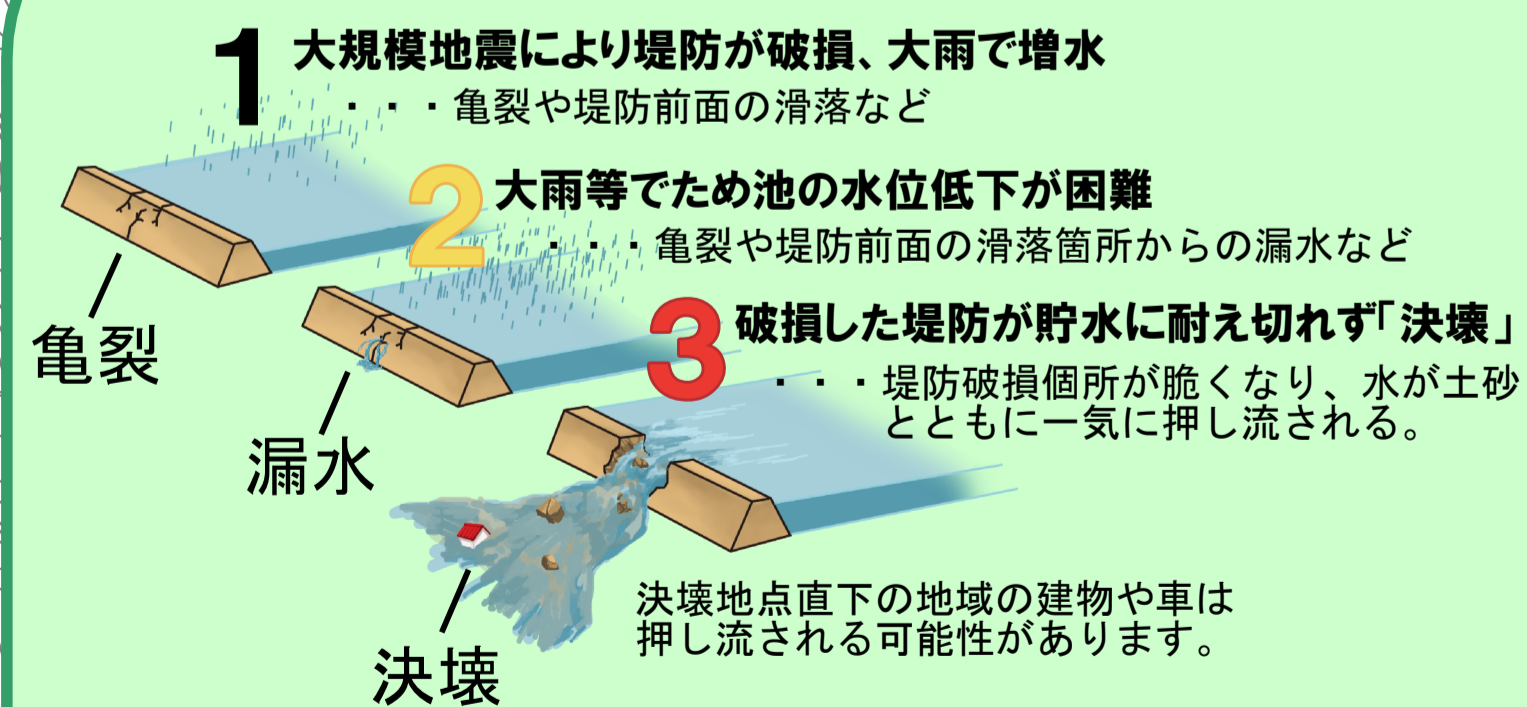 1 大規模地震により堤防が破損、大雨で増水
・・・亀裂や堤防前面の滑落など
2 大雨等でため池の水位低下が困難
・・・亀裂や堤防前面の滑落箇所からの漏水など
3 破損した堤防が貯水に耐え切れず「決壊」
・・・堤防破損個所が脆くなり、水が土砂
とともに一気に押し流される。
亀裂
漏水
決壊
決壊地点直下の地域の建物や車は
押し流される可能性があります。